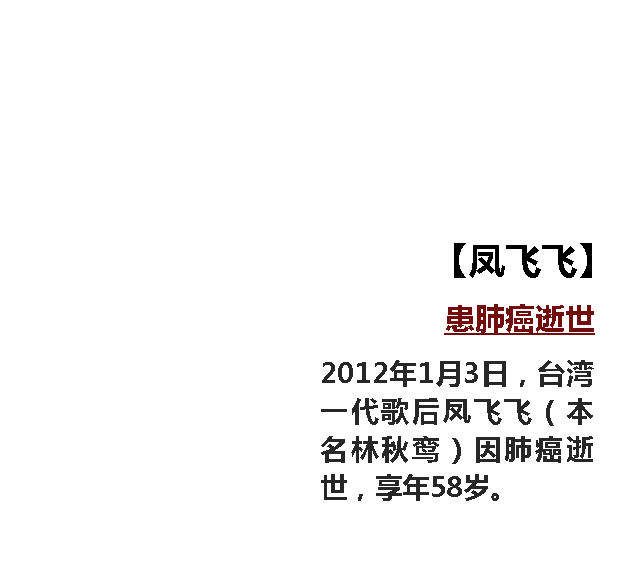 【凤飞飞】
患肺癌逝世
2012年1月3日，台湾
一代歌后凤飞飞（本
名林秋鸾）因肺癌逝
世，享年58岁。